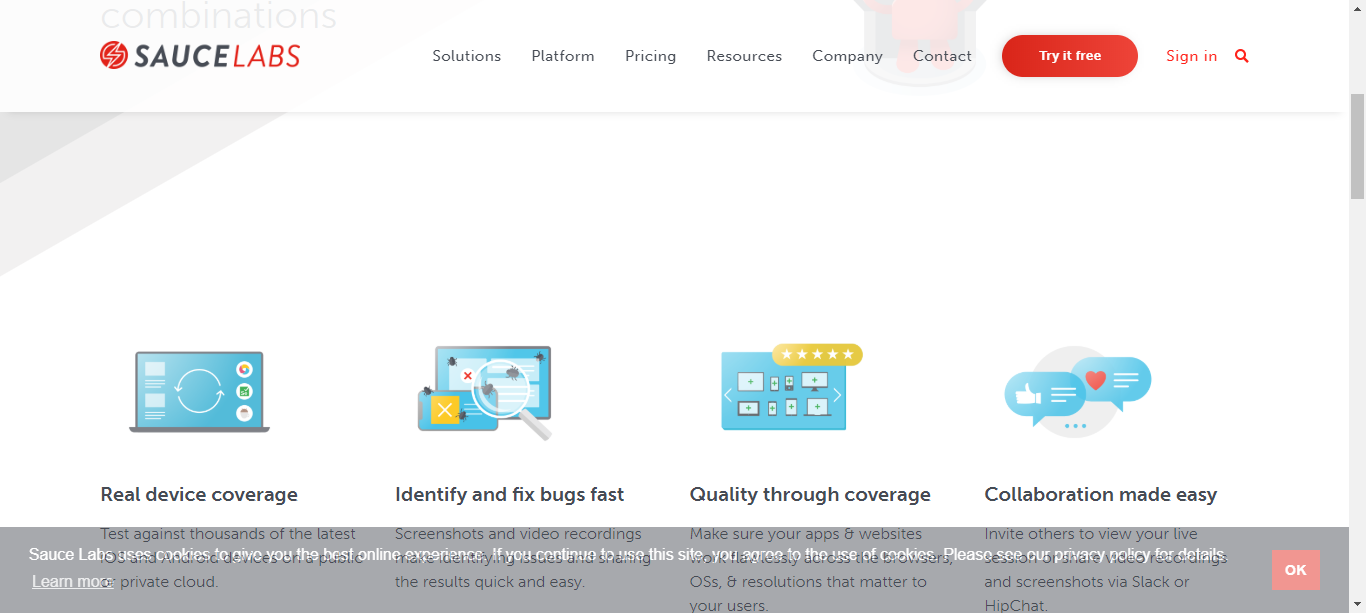 combinations
SAUCELABS
Solutions
Platform
Pricing
Resources
Company
Contact
Try it free
Sign in
Real device coverage
Test against thousands of the latest
iOS and Android devices on a public
or private cloud.
Identify and fix bugs fast
Screenshots and video recordings
make identifying issues and sharing
the results quick and easy.
Quality through coverage
Make sure your apps & websites
work flawlessly across the browsers,
OSs, & resolutions that matter to
your users.
Collaboration made easy
Invite others to view your live
session or share video recordings
and screenshots via Slack or
HipChat.
Sauce Labs uses cookies to give you the best online experience. If you continue to use this site, you agree to the use of cookies. Please see our privacy policy for details.
Learn more
OK